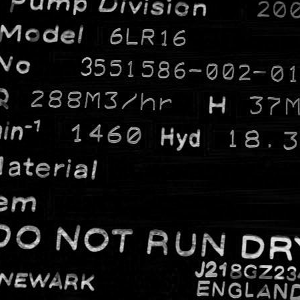 Pump Division 200
Model 6LR16
No 3551586-002-01
Q 288M3/hr H 37M
min-1 1460 Hyd 18.3
Material
em
DO NOT RUN DRY
NEWARK J218GZ234
ENGLAND